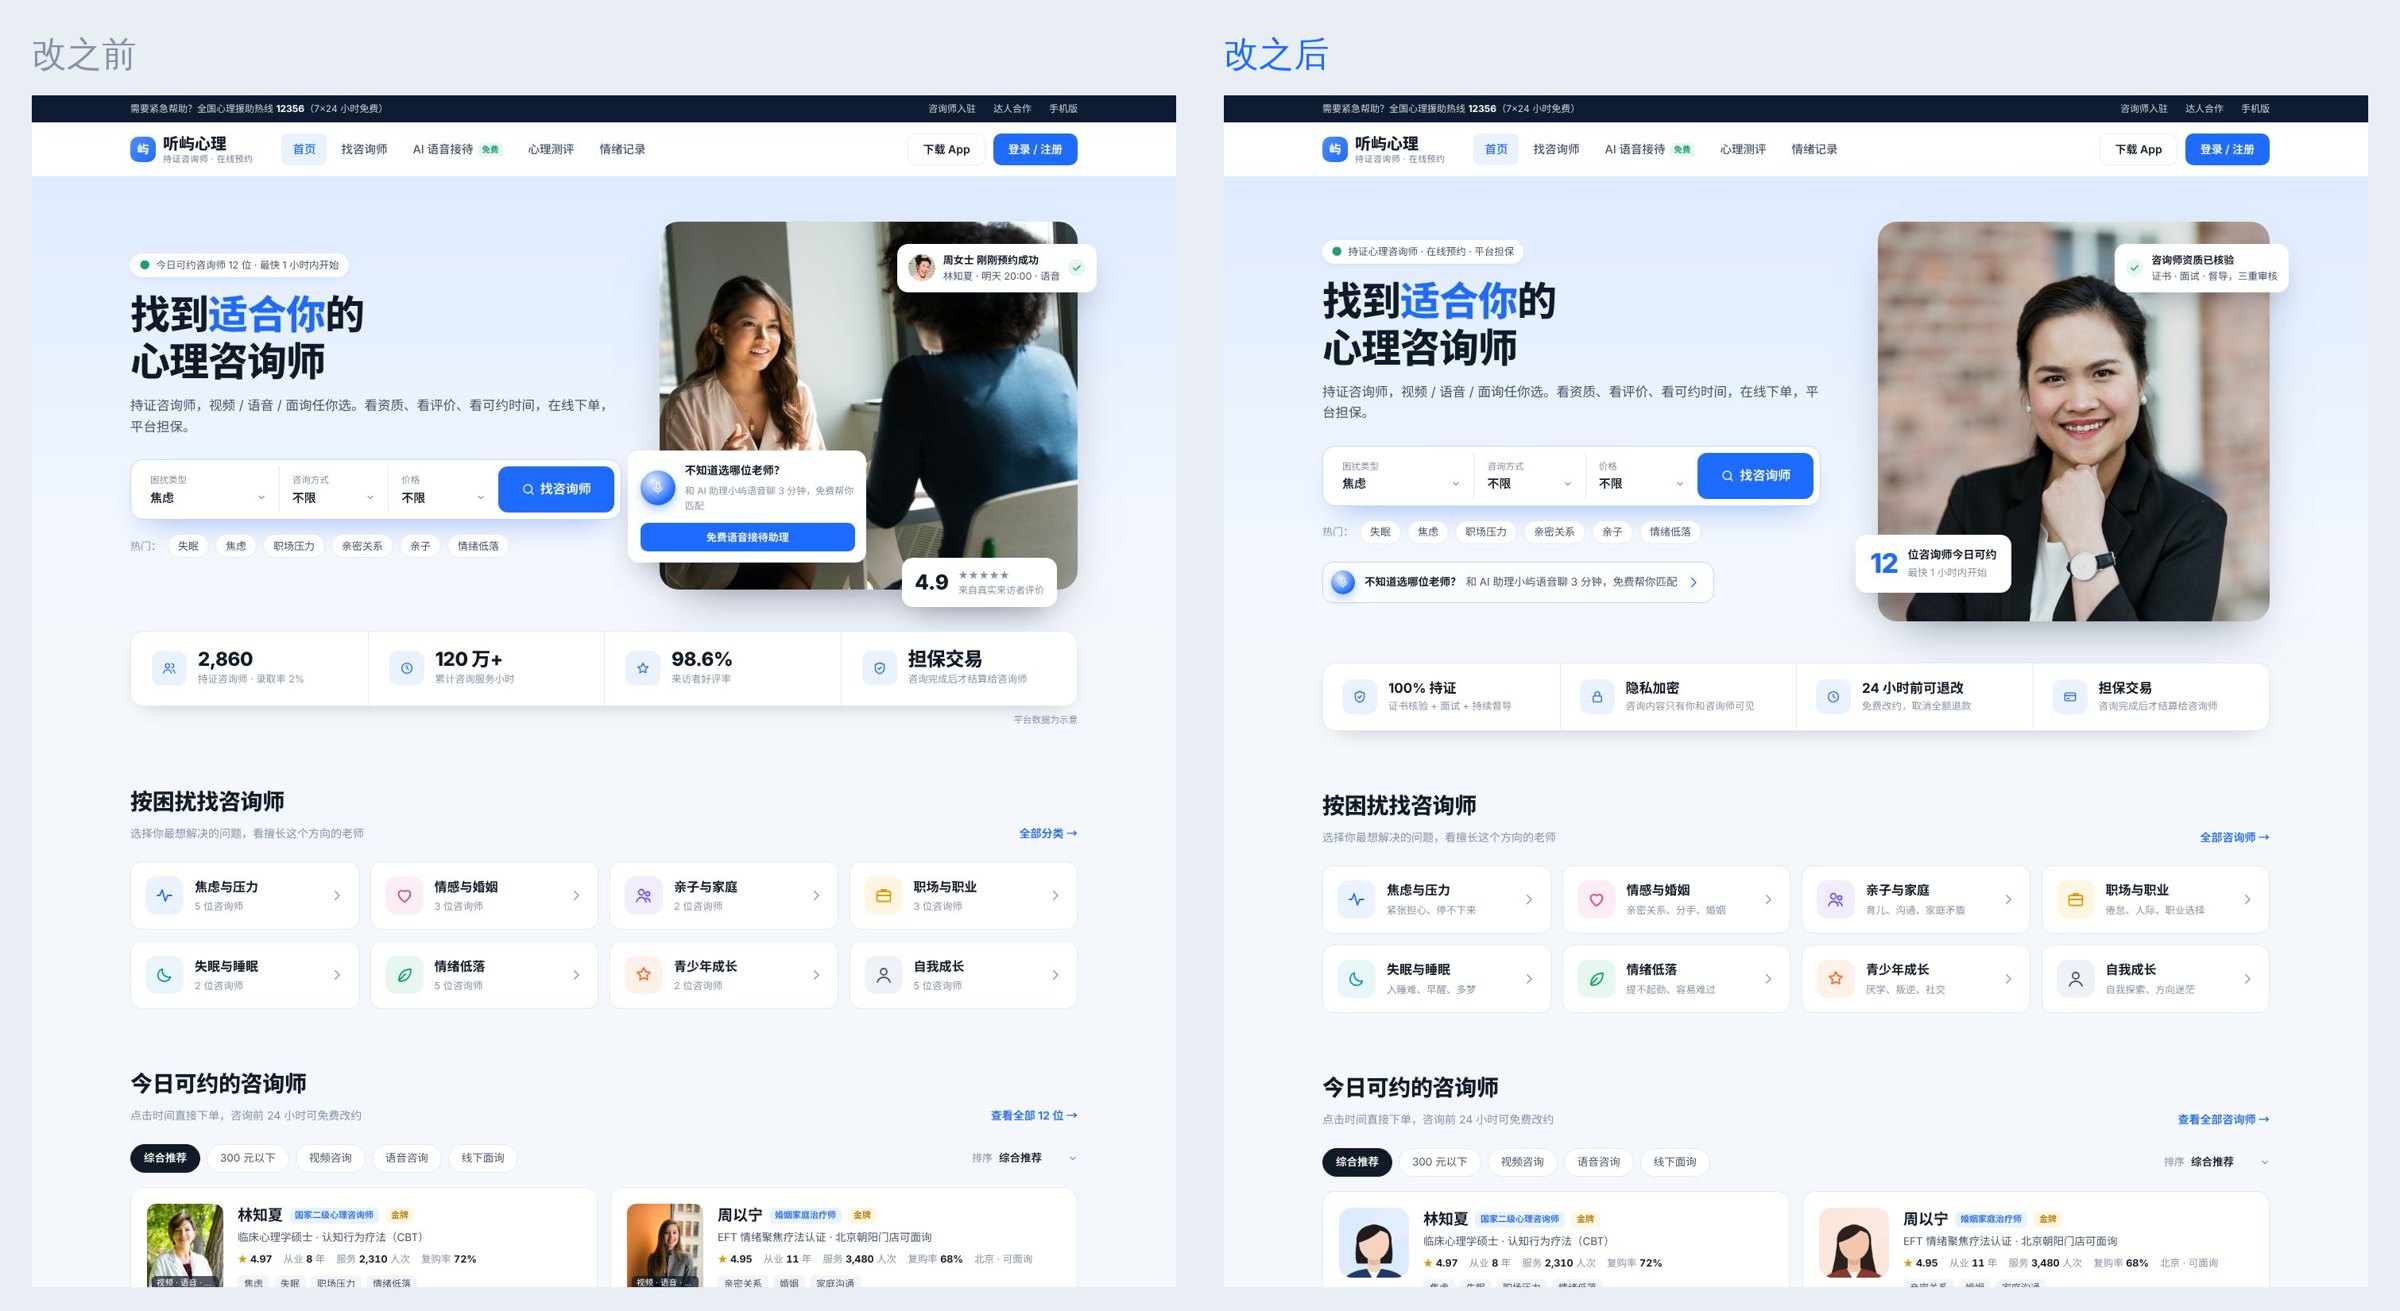 改之前
需要紧急帮助？全国心理援助热线 12356（7×24 小时免费）
咨询师入驻 达人合作 手机版
屿 听屿心理
持证咨询师 · 在线预约
首页 找咨询师 AI 语音接待 免费 心理测评 情绪记录
下载 App 登录 / 注册
今日可约咨询师 12 位 · 最快 1 小时内开始
找到适合你的
心理咨询师
持证咨询师，视频 / 语音 / 面询任你选。看资质、看评价、看可约时间，在线下单，
平台担保。
困扰类型 咨询方式 价格
焦虑 不限 不限 找咨询师
热门： 失眠 焦虑 职场压力 亲密关系 亲子 情绪低落
周女士 刚刚预约成功
林知夏 · 明天 20:00 · 语音
不知道选哪位老师？
和 AI 助理小屿语音聊 3 分钟，免费帮你
匹配
免费语音接待助理
4.9 ★★★★★
来自真实来访者评价
2,860 120 万+ 98.6% 担保交易
持证咨询师 · 录取率 2% 累计咨询服务小时 来访者好评率 咨询完成后才结算给咨询师
平台数据为示意
按困扰找咨询师
选择你最想解决的问题，看擅长这个方向的老师 全部分类 →
焦虑与压力 情感与婚姻 亲子与家庭 职场与职业
5 位咨询师 3 位咨询师 2 位咨询师 3 位咨询师
失眠与睡眠 情绪低落 青少年成长 自我成长
2 位咨询师 5 位咨询师 2 位咨询师 5 位咨询师
今日可约的咨询师
点击时间直接下单，咨询前 24 小时可免费改约 查看全部 12 位 →
综合推荐 300 元以下 视频咨询 语音咨询 线下面询 排序 综合推荐
林知夏 国家二级心理咨询师 金牌
临床心理学硕士 · 认知行为疗法（CBT）
★ 4.97 从业 8 年 服务 2,310 人次 复购率 72%
视频 · 语音 · ... 焦虑 失眠 职场压力 情绪低落
周以宁 婚姻家庭治疗师 金牌
EFT 情绪聚焦疗法认证 · 北京朝阳门店可面询
★ 4.95 从业 11 年 服务 3,480 人次 复购率 68% 北京 · 可面询
视频 · 语音 · ... 亲密关系 婚姻 家庭沟通
改之后
需要紧急帮助？全国心理援助热线 12356（7×24 小时免费）
咨询师入驻 达人合作 手机版
屿 听屿心理
持证咨询师 · 在线预约
首页 找咨询师 AI 语音接待 免费 心理测评 情绪记录
下载 App 登录 / 注册
持证心理咨询师 · 在线预约 · 平台担保
找到适合你的
心理咨询师
持证咨询师，视频 / 语音 / 面询任你选。看资质、看评价、看可约时间，在线下单，平
台担保。
困扰类型 咨询方式 价格
焦虑 不限 不限 找咨询师
热门： 失眠 焦虑 职场压力 亲密关系 亲子 情绪低落
不知道选哪位老师？ 和 AI 助理小屿语音聊 3 分钟，免费帮你匹配
咨询师资质已核验
证书 · 面试 · 督导，三重审核
12 位咨询师今日可约
最快 1 小时内开始
100% 持证 隐私加密 24 小时前可退改 担保交易
证书核验 + 面试 + 持续督导 咨询内容只有你和咨询师可见 免费改约，取消全额退款 咨询完成后才结算给咨询师
按困扰找咨询师
选择你最想解决的问题，看擅长这个方向的老师 全部咨询师 →
焦虑与压力 情感与婚姻 亲子与家庭 职场与职业
紧张担心、停不下来 亲密关系、分手、婚姻 育儿、沟通、家庭矛盾 倦怠、人际、职业选择
失眠与睡眠 情绪低落 青少年成长 自我成长
入睡难、早醒、多梦 提不起劲、容易难过 厌学、叛逆、社交 自我探索、方向迷茫
今日可约的咨询师
点击时间直接下单，咨询前 24 小时可免费改约 查看全部咨询师 →
综合推荐 300 元以下 视频咨询 语音咨询 线下面询 排序 综合推荐
林知夏 国家二级心理咨询师 金牌
临床心理学硕士 · 认知行为疗法（CBT）
★ 4.97 从业 8 年 服务 2,310 人次 复购率 72%
周以宁 婚姻家庭治疗师 金牌
EFT 情绪聚焦疗法认证 · 北京朝阳门店可面询
★ 4.95 从业 11 年 服务 3,480 人次 复购率 68% 北京 · 可面询